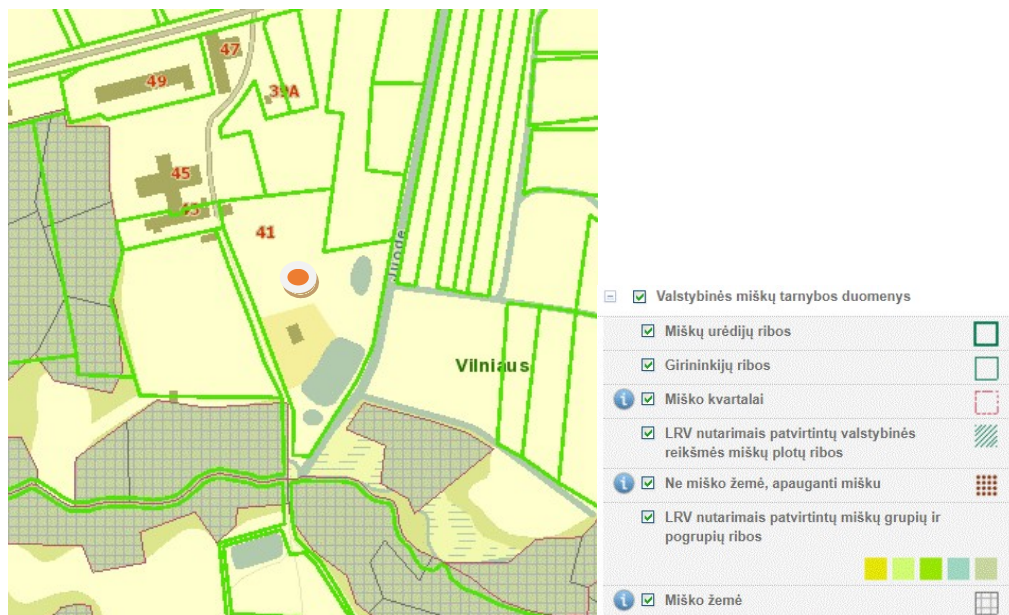 47
49
39A
45
43
41
Juodė
Vilniaus
Valstybinės miškų tarnybos duomenys
Miškų urėdijų ribos
Girininkijų ribos
i Miško kvartalai
LRV nutarimais patvirtintų valstybinės
reikšmės miškų plotų ribos
i Ne miško žemė, apauganti mišku
LRV nutarimais patvirtintų miškų grupių ir
pogrupių ribos
i Miško žemė